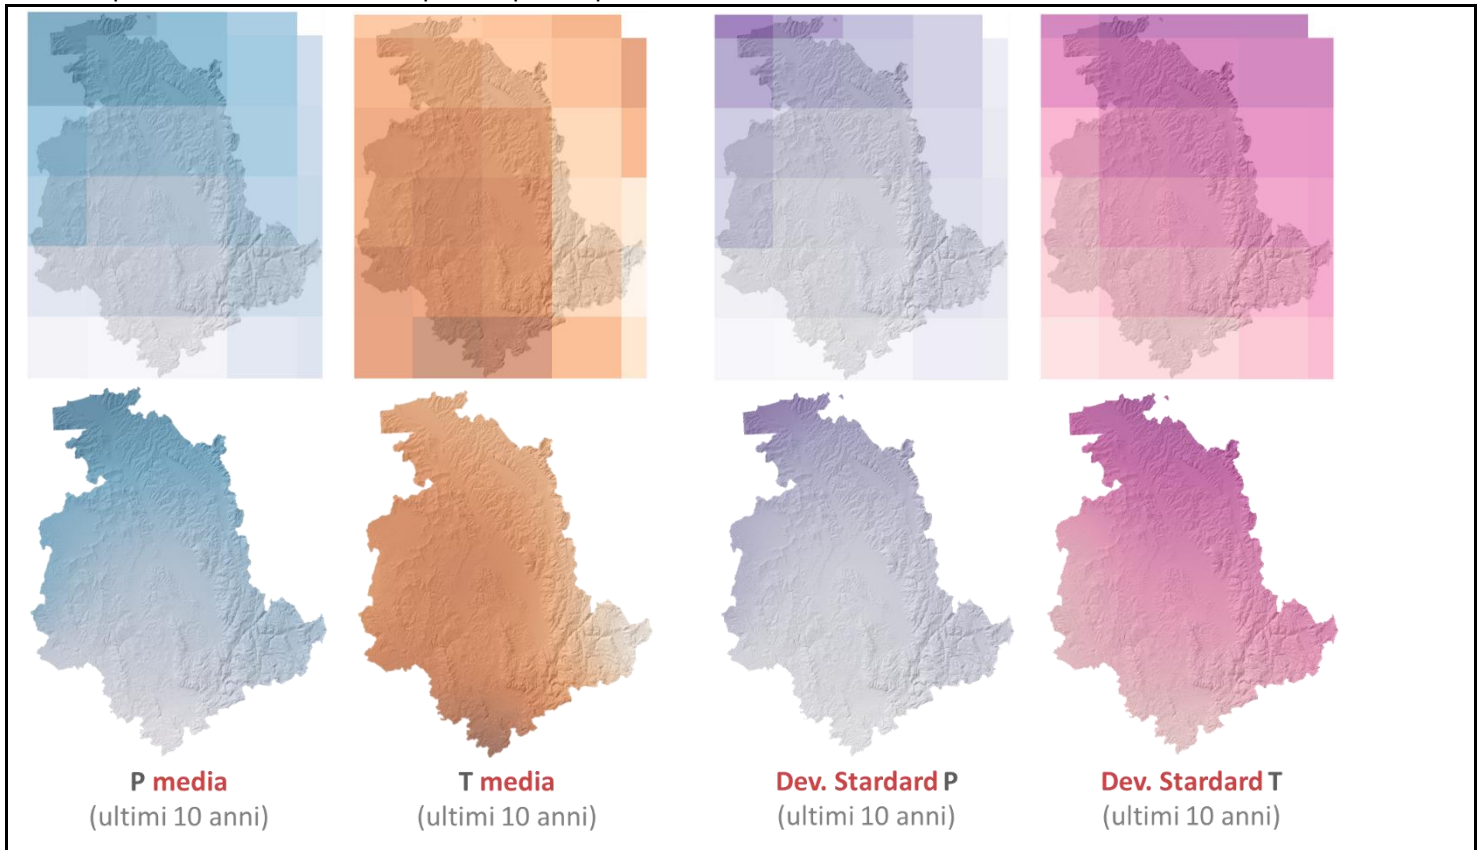 P media
(ultimi 10 anni)
T media
(ultimi 10 anni)
Dev. Stardard P
(ultimi 10 anni)
Dev. Stardard T
(ultimi 10 anni)